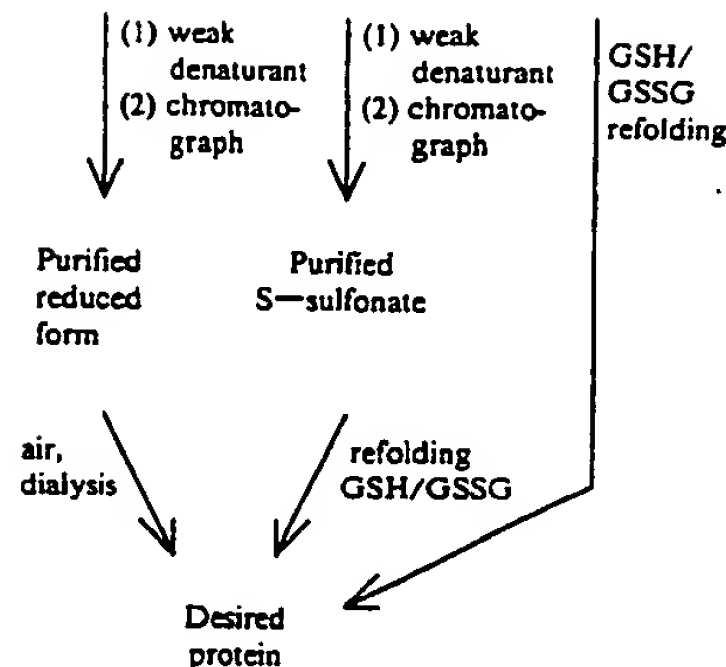 (1) weak
denaturant
(2) chromato-
graph
(1) weak
denaturant
(2) chromato-
graph
GSH/
GSSG
refolding
Purified
reduced
form
Purified
S—sulfonate
air,
dialysis
refolding
GSH/GSSG
Desired
protein